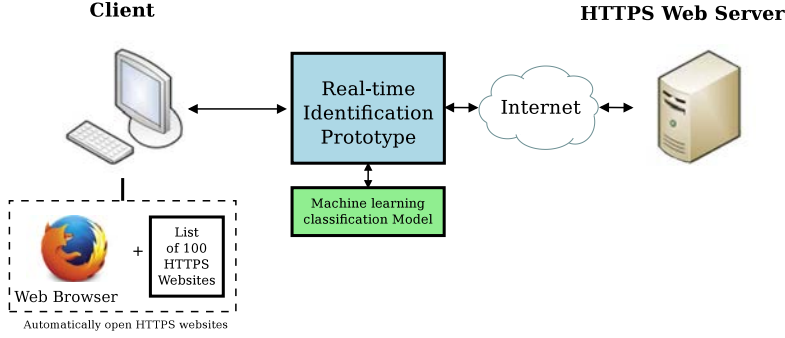 Client
HTTPS Web Server
Real-time
Identification
Prototype
Internet
Machine learning
classification Model
List
of 100
HTTPS
Websites
+
Web Browser
Automatically open HTTPS websites